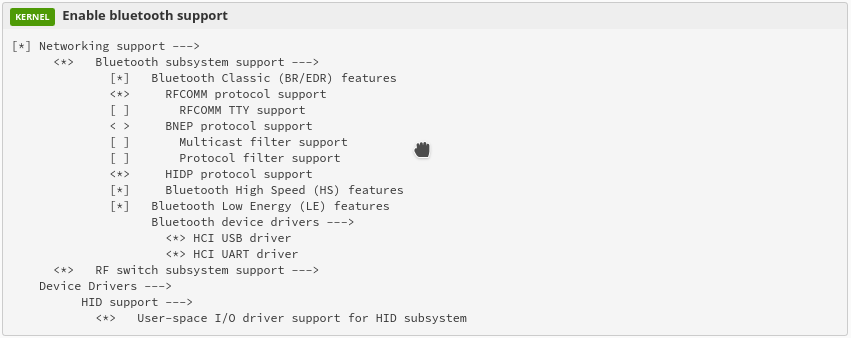 KERNEL Enable bluetooth support
[*] Networking support --->
      <*>   Bluetooth subsystem support --->
              [*]   Bluetooth Classic (BR/EDR) features
              <*>     RFCOMM protocol support
              [ ]       RFCOMM TTY support
              < >     BNEP protocol support
              [ ]       Multicast filter support
              [ ]       Protocol filter support
              <*>     HIDP protocol support
              [*]     Bluetooth High Speed (HS) features
              [*]   Bluetooth Low Energy (LE) features
                    Bluetooth device drivers --->
                      <*> HCI USB driver
                      <*> HCI UART driver
      <*>   RF switch subsystem support --->
    Device Drivers --->
          HID support --->
            <*>   User-space I/O driver support for HID subsystem